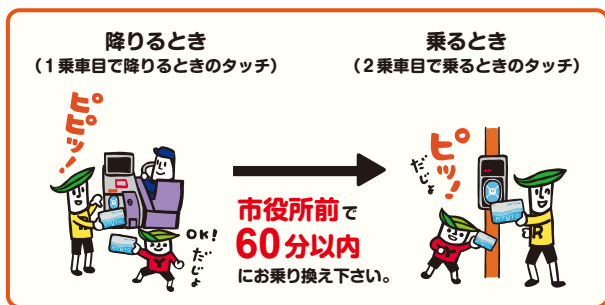 降りるとき
（1乗車目で降りるときのタッチ）
乗るとき
（2乗車目で乗るときのタッチ）
ピピッ！
OK!
だじょ
市役所前で
60分以内
にお乗り換え下さい。
だじょ
ピッ！
Y
R